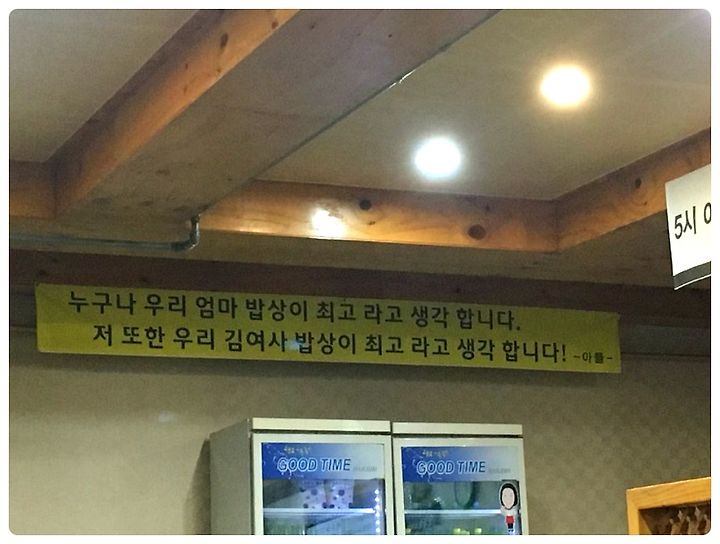 5시
누구나 우리 엄마 밥상이 최고 라고 생각 합니다.
저 또한 우리 김여사 밥상이 최고 라고 생각 합니다! -아들-
GOOD TIME
GOOD TIME